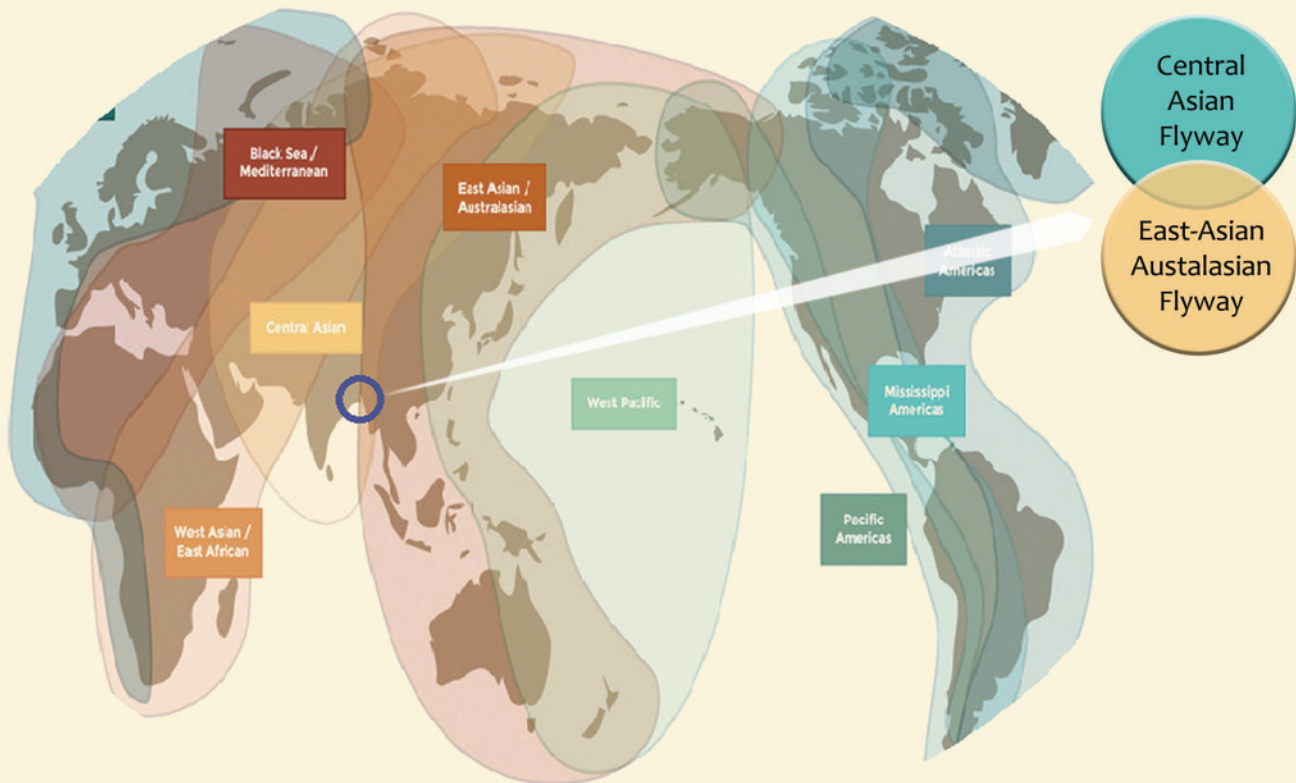 Central
Asian
Flyway
East-Asian
Austalasian
Flyway
Black Sea /
Mediterranean
East Asian /
Australasian
Atlantic
Americas
Central Asian
West Pacific
Mississippi
Americas
West Asian /
East African
Pacific
Americas